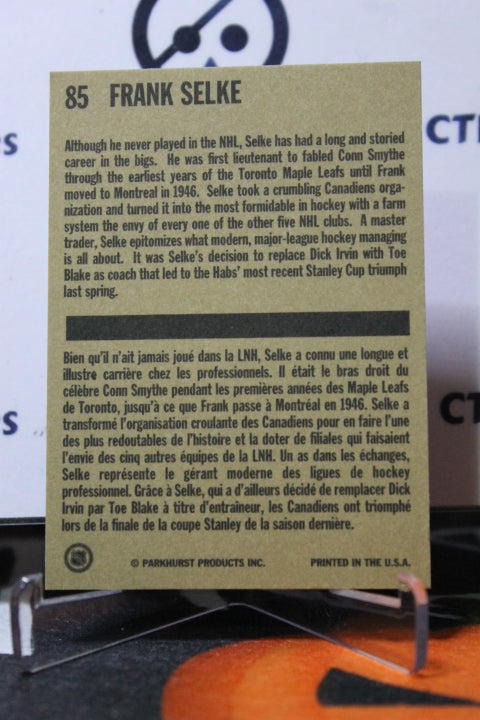 85 FRANK SELKE
CTI
PS
Although he never played in the NHL, Selke has had a long and storied
career in the bigs. He was first lieutenant to fabled Conn Smythe
through the earliest years of the Toronto Maple Leafs until Frank
moved to Montreal in 1946. Selke took a crumbling Canadiens orga-
nization and turned it into the most formidable in hockey with a farm
system the envy of every one of the other five NHL clubs. A master
trader, Selke epitomizes what modern, major-league hockey managing
is all about. It was Selke's decision to replace Dick Irvin with Toe
Blake as coach that led to the Habs' most recent Stanley Cup triumph
last spring.
Bien qu'il n'ait jamais joué dans la LNH, Selke a connu une longue et
illustre carrière chez les professionnels. Il était le bras droit du
célèbre Conn Smythe pendant les premières années des Maple Leafs
de Toronto, jusqu'à ce que Frank passe à Montréal en 1946. Selke a
transformé l'organisation croulante des Canadiens pour en faire l'une
des plus redoutables de l'histoire et la doter de filiales qui faisaient
l'envie des cinq autres équipes de la LNH. Un as dans les échanges,
Selke représente le gérant moderne des ligues de hockey
professionnel. Grâce à Selke, qui a d'ailleurs décidé de remplacer Dick
Irvin par Toe Blake à titre d'entraîneur, les Canadiens ont triomphé
lors de la finale de la coupe Stanley de la saison dernière.
CT
S
NHL
© PARKHURST PRODUCTS INC. PRINTED IN THE U.S.A.